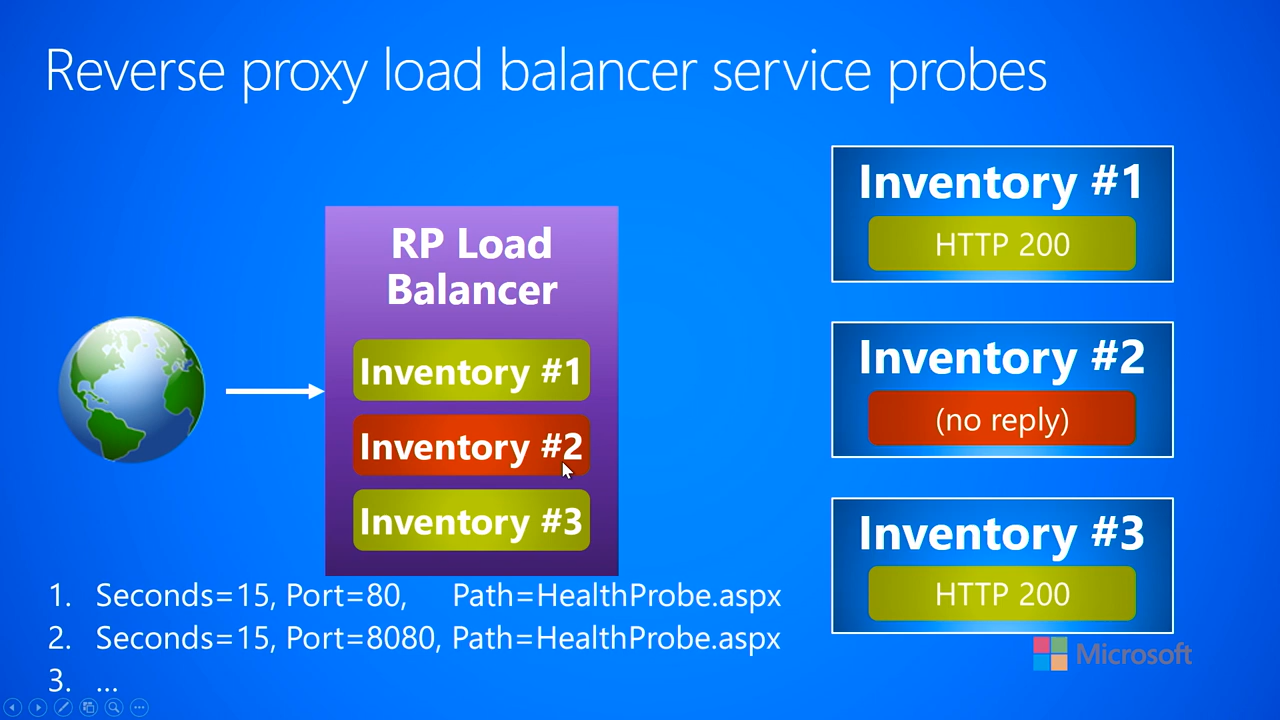 Reverse proxy load balancer service probes
RP Load
Balancer
Inventory #1
Inventory #2
Inventory #3
Inventory #1
HTTP 200
Inventory #2
(no reply)
Inventory #3
HTTP 200
1. Seconds=15, Port=80, Path=HealthProbe.aspx
2. Seconds=15, Port=8080, Path=HealthProbe.aspx
3. ...
Microsoft